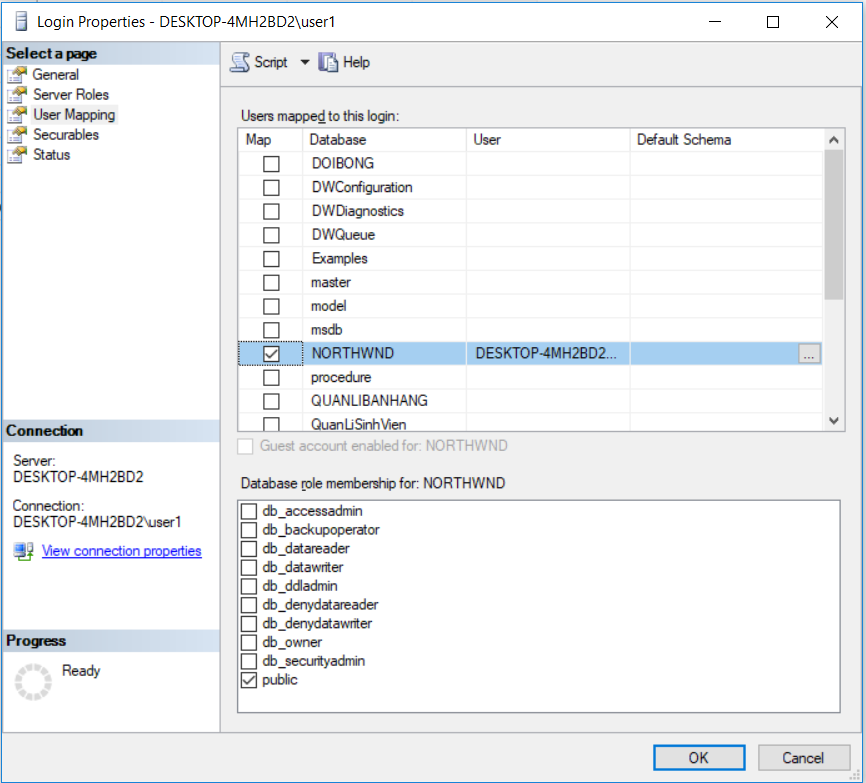 Login Properties - DESKTOP-4MH2BD2\user1
Select a page
General
Server Roles
User Mapping
Securables
Status
Script Help
Users mapped to this login:
Map Database User Default Schema
DOIBONG
DWConfiguration
DWDiagnostics
DWQueue
Examples
master
model
msdb
NORTHWND DESKTOP-4MH2BD2... ...
procedure
QUANLIBANHANG
QuanLiSinhVien
Guest account enabled for: NORTHWND
Database role membership for: NORTHWND
db_accessadmin
db_backupoperator
db_datareader
db_datawriter
db_ddladmin
db_denydatareader
db_denydatawriter
db_owner
db_securityadmin
public
Connection
Server:
DESKTOP-4MH2BD2
Connection:
DESKTOP-4MH2BD2\user1
View connection properties
Progress
Ready
OK Cancel